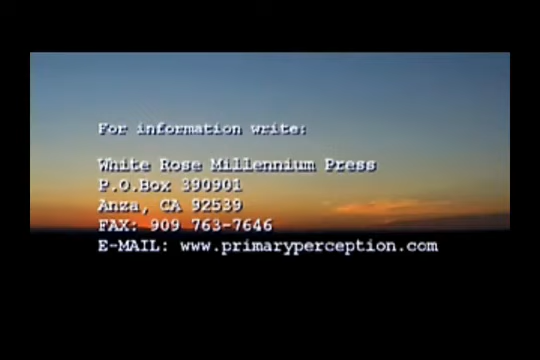 For information write:
White Rose Millennium Press
P.O.Box 390901
Anza, CA 92539
FAX: 909 763-7646
E-MAIL: www.primaryperception.com